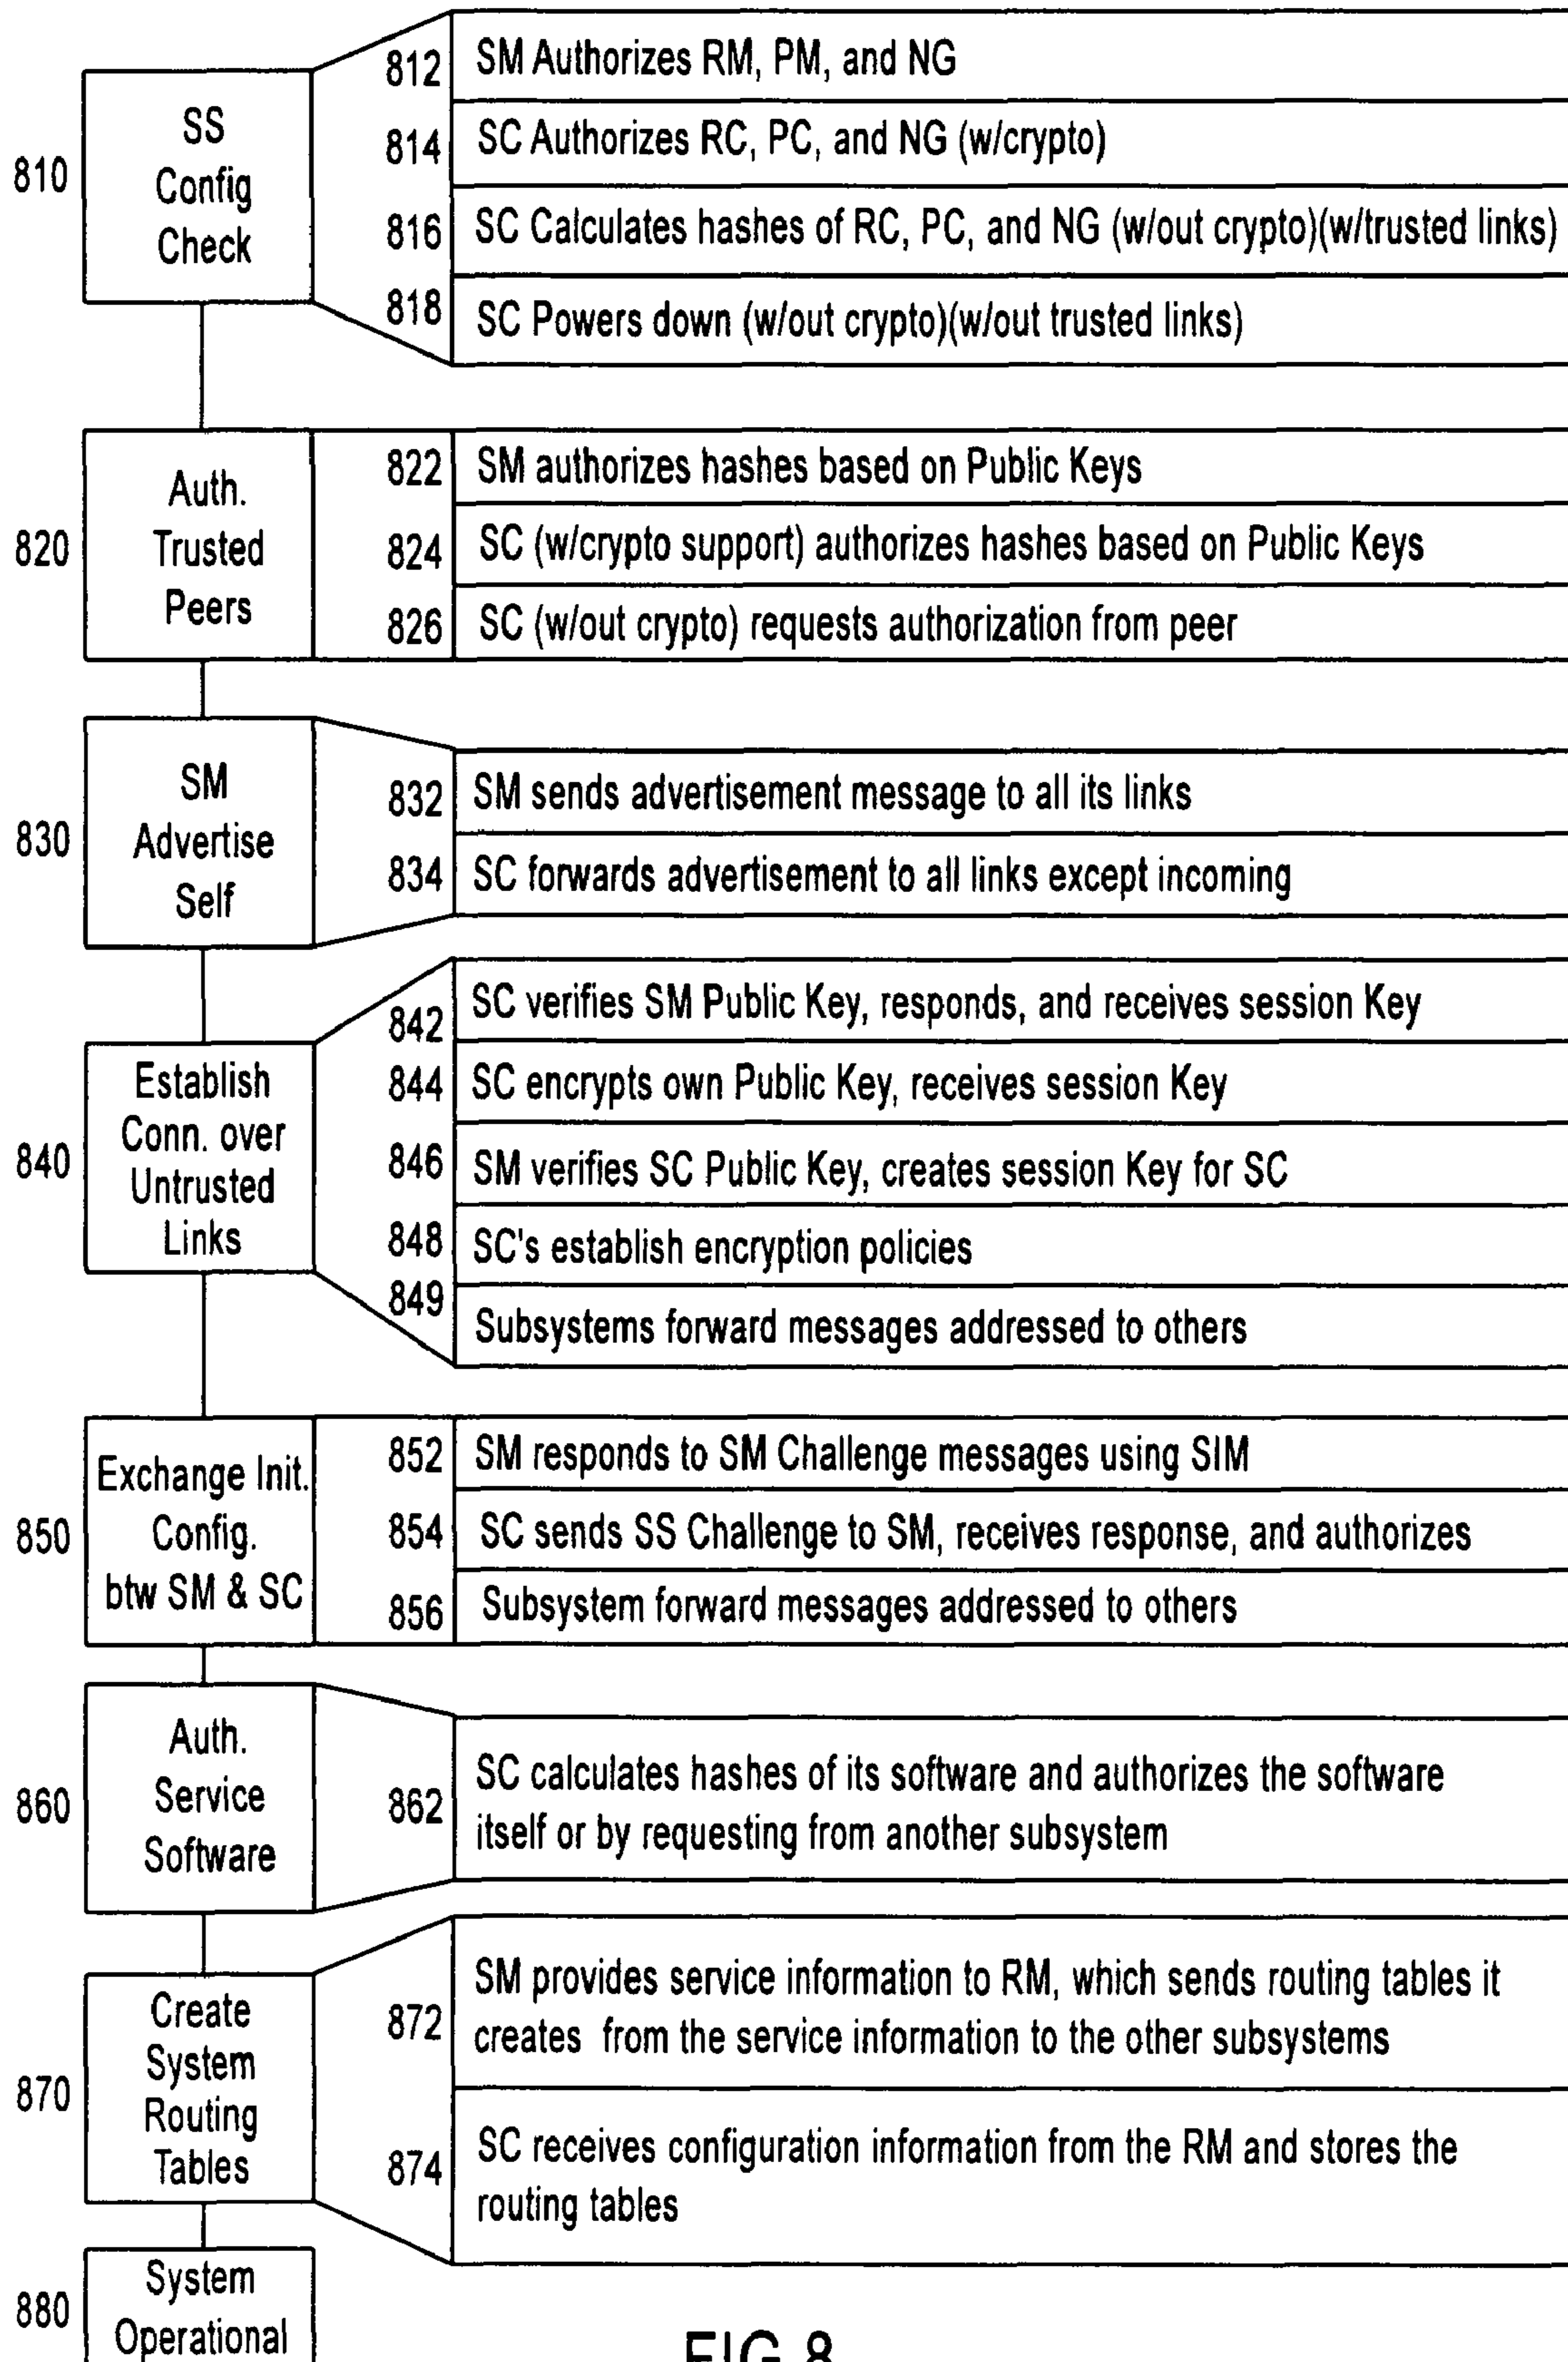 810
SS
Config
Check
812
SM Authorizes RM, PM, and NG
814
SC Authorizes RC, PC, and NG (w/crypto)
816
SC Calculates hashes of RC, PC, and NG (w/out crypto)(w/trusted links)
818
SC Powers down (w/out crypto)(w/out trusted links)
820
Auth.
Trusted
Peers
822
SM authorizes hashes based on Public Keys
824
SC (w/crypto support) authorizes hashes based on Public Keys
826
SC (w/out crypto) requests authorization from peer
830
SM
Advertise
Self
832
SM sends advertisement message to all its links
834
SC forwards advertisement to all links except incoming
840
Establish
Conn. over
Untrusted
Links
842
SC verifies SM Public Key, responds, and receives session Key
844
SC encrypts own Public Key, receives session Key
846
SM verifies SC Public Key, creates session Key for SC
848
SC's establish encryption policies
849
Subsystems forward messages addressed to others
850
Exchange Init.
Config.
btw SM & SC
852
SM responds to SM Challenge messages using SIM
854
SC sends SS Challenge to SM, receives response, and authorizes
856
Subsystem forward messages addressed to others
860
Auth.
Service
Software
862
SC calculates hashes of its software and authorizes the software
itself or by requesting from another subsystem
870
Create
System
Routing
Tables
872
SM provides service information to RM, which sends routing tables it
creates from the service information to the other subsystems
874
SC receives configuration information from the RM and stores the
routing tables
880
System
Operational
FIG 8